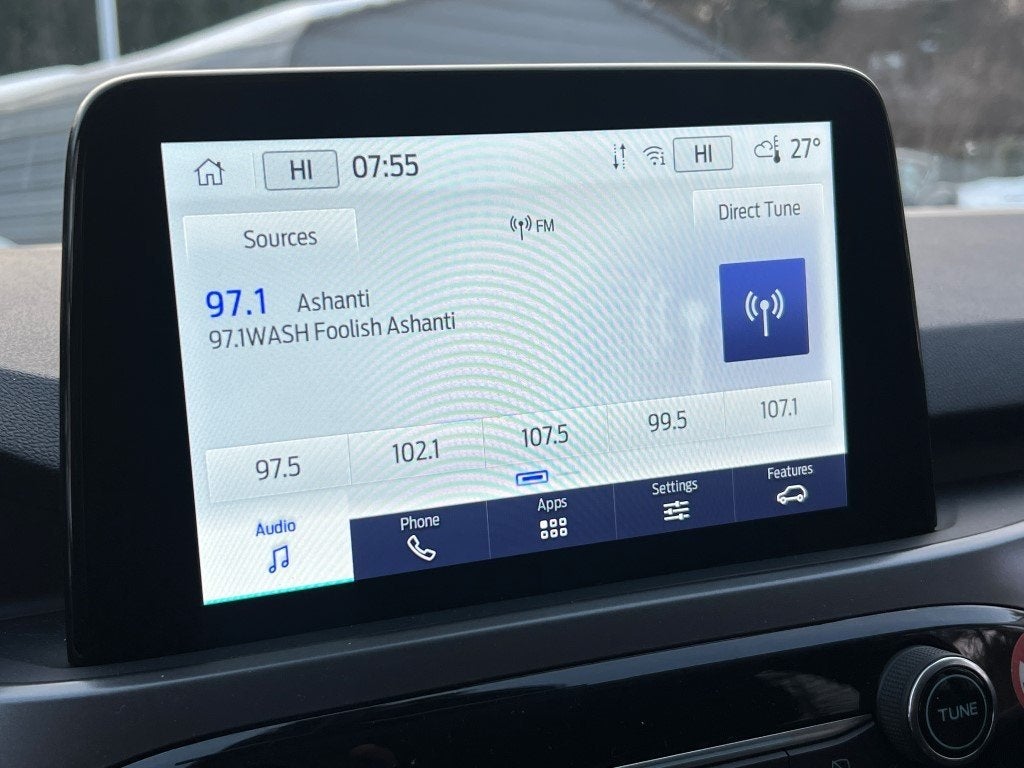 HI 07:55 HI 27°
Sources FM Direct Tune
97.1 Ashanti
97.1WASH Foolish Ashanti
97.5 102.1 107.5 99.5 107.1
Audio Phone Apps Settings Features
TUNE